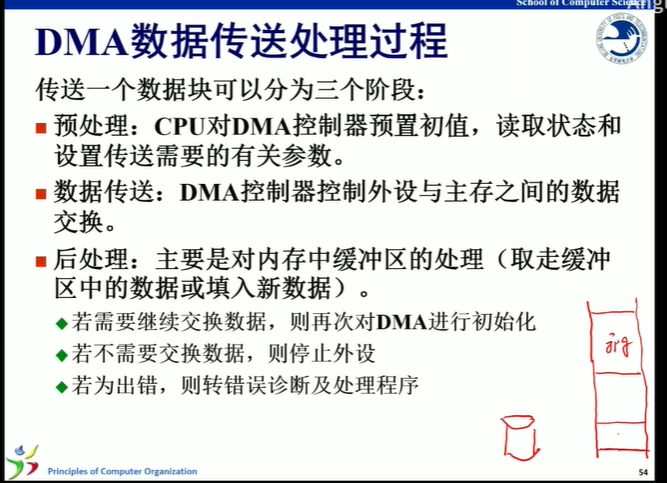 School of Computer Science
DMA数据传送处理过程
传送一个数据块可以分为三个阶段：
■ 预处理：CPU对DMA控制器预置初值，读取状态和
设置传送需要的有关参数。
■ 数据传送：DMA控制器控制外设与主存之间的数据
交换。
■ 后处理：主要是对内存中缓冲区的处理（取走缓冲
区中的数据或填入新数据）。
◆若需要继续交换数据，则再次对DMA进行初始化
◆若不需要交换数据，则停止外设
◆若为出错，则转错误诊断及处理程序
jpg
Principles of Computer Organization
54